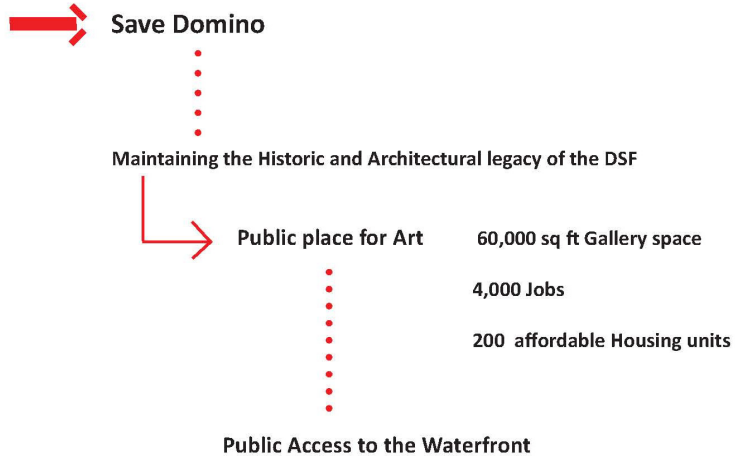 Save Domino
Maintaining the Historic and Architectural legacy of the DSF
Public place for Art 60,000 sq ft Gallery space
4,000 Jobs
200 affordable Housing units
Public Access to the Waterfront